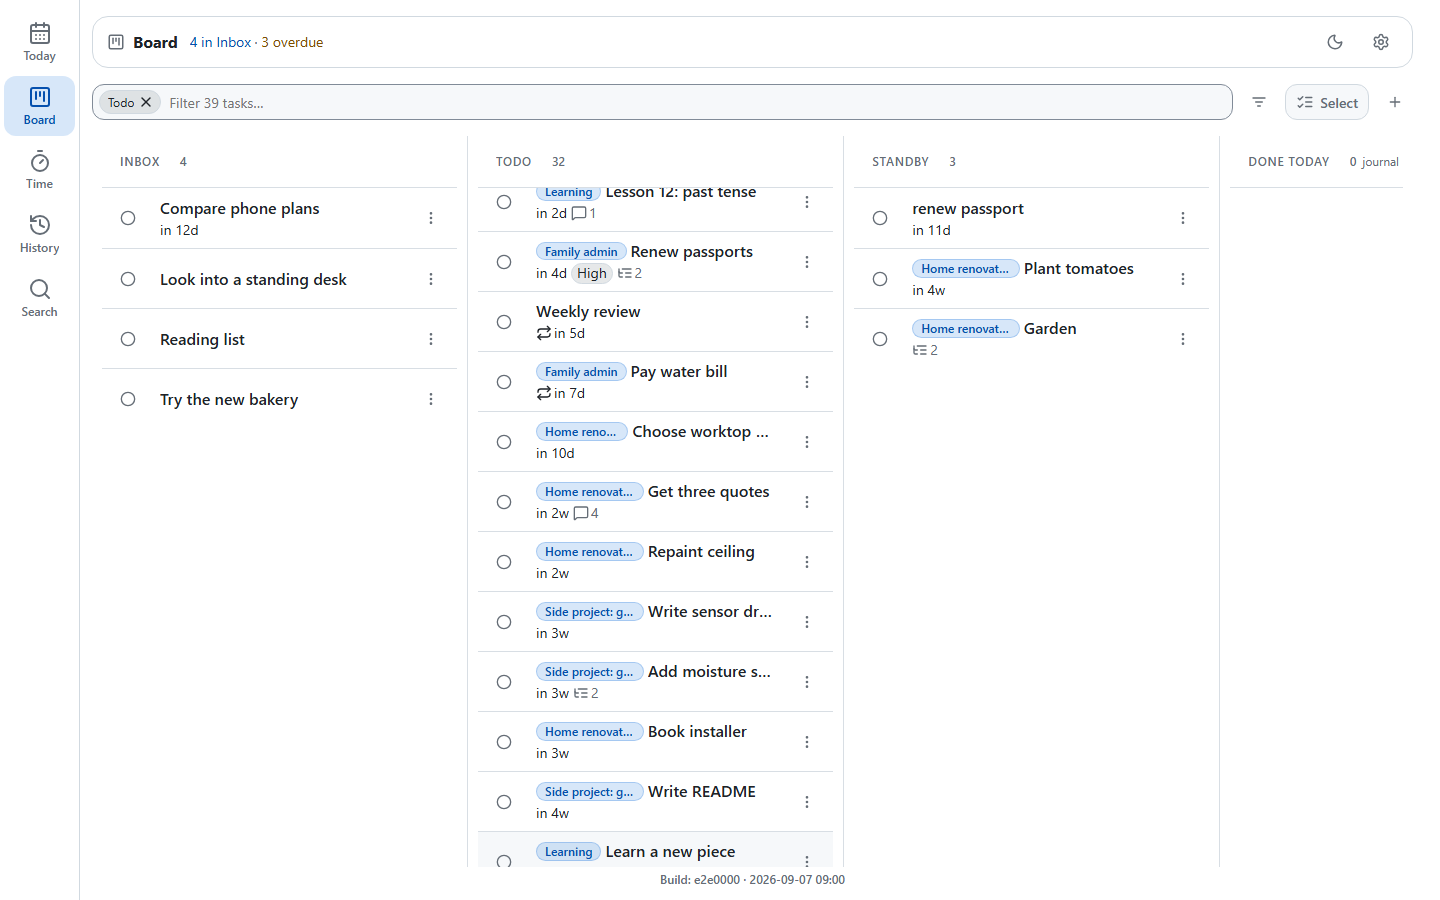 Today
Board
Time
History
Search
Board 4 in Inbox · 3 overdue
Todo Filter 39 tasks...
Select
INBOX 4
Compare phone plans
in 12d
Look into a standing desk
Reading list
Try the new bakery
TODO 32
Learning Lesson 12: past tense
in 2d 1
Family admin Renew passports
in 4d High 2
Weekly review
in 5d
Family admin Pay water bill
in 7d
Home reno... Choose worktop ...
in 10d
Home renovat... Get three quotes
in 2w 4
Home renovat... Repaint ceiling
in 2w
Side project: g... Write sensor dr...
in 3w
Side project: g... Add moisture s...
in 3w 2
Home renovat... Book installer
in 3w
Side project: g... Write README
in 4w
Learning Learn a new piece
STANDBY 3
renew passport
in 11d
Home renovat... Plant tomatoes
in 4w
Home renovat... Garden
2
DONE TODAY 0 journal
Build: e2e0000 · 2026-09-07 09:00